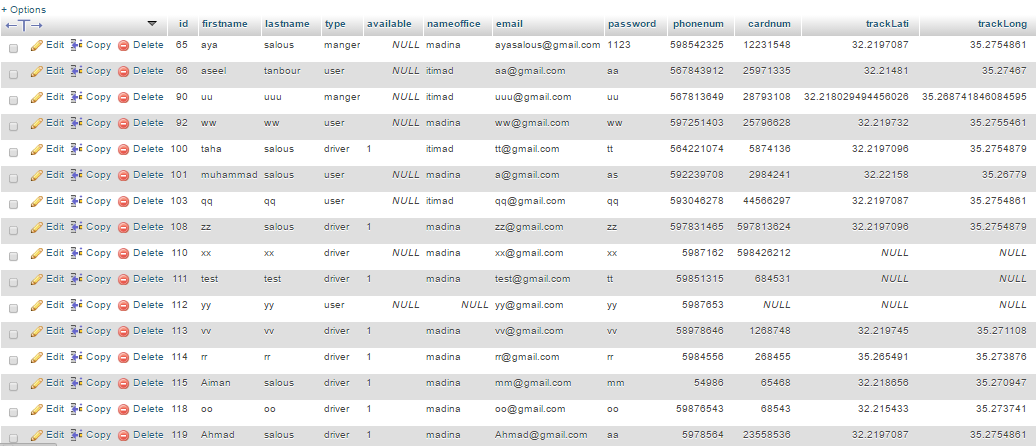 + Options
id firstname lastname type available nameoffice email password phonenum cardnum trackLati trackLong
Edit Copy Delete 65 aya salous manger NULL madina ayasalous@gmail.com 1123 598542325 12231548 32.2197087 35.2754861
Edit Copy Delete 66 aseel tanbour user NULL itimad aa@gmail.com aa 567843912 25971335 32.21481 35.27467
Edit Copy Delete 90 uu uuu manger NULL itimad uuu@gmail.com uu 567813649 28793108 32.218029494456026 35.268741846084595
Edit Copy Delete 92 ww ww user NULL madina ww@gmail.com ww 597251403 25796628 32.219732 35.2755461
Edit Copy Delete 100 taha salous driver 1 itimad tt@gmail.com tt 564221074 5874136 32.2197096 35.2754879
Edit Copy Delete 101 muhammad salous user NULL madina a@gmail.com as 592239708 2984241 32.22158 35.26779
Edit Copy Delete 103 qq qq user NULL itimad qq@gmail.com qq 593046278 44566297 32.2197087 35.2754861
Edit Copy Delete 108 zz salous driver 1 madina zz@gmail.com zz 597831465 597813624 32.2197096 35.2754879
Edit Copy Delete 110 xx xx driver NULL madina xx@gmail.com xx 5987162 598426212 NULL NULL
Edit Copy Delete 111 test test driver 1 madina test@gmail.com tt 59851315 684531 NULL NULL
Edit Copy Delete 112 yy yy user NULL NULL yy@gmail.com yy 5987653 NULL NULL NULL
Edit Copy Delete 113 vv vv driver 1 madina vv@gmail.com vv 58978646 1268748 32.219745 35.271108
Edit Copy Delete 114 rr rr driver 1 madina rr@gmail.com rr 5984556 268455 35.265491 35.273876
Edit Copy Delete 115 Aiman salous driver 1 madina mm@gmail.com mm 54986 65468 32.218656 35.270947
Edit Copy Delete 118 oo oo driver 1 madina oo@gmail.com oo 59876543 68543 32.215433 35.273741
Edit Copy Delete 119 Ahmad salous driver 1 madina Ahmad@gmail.com aa 5978564 23558536 32.2197087 35.2754861